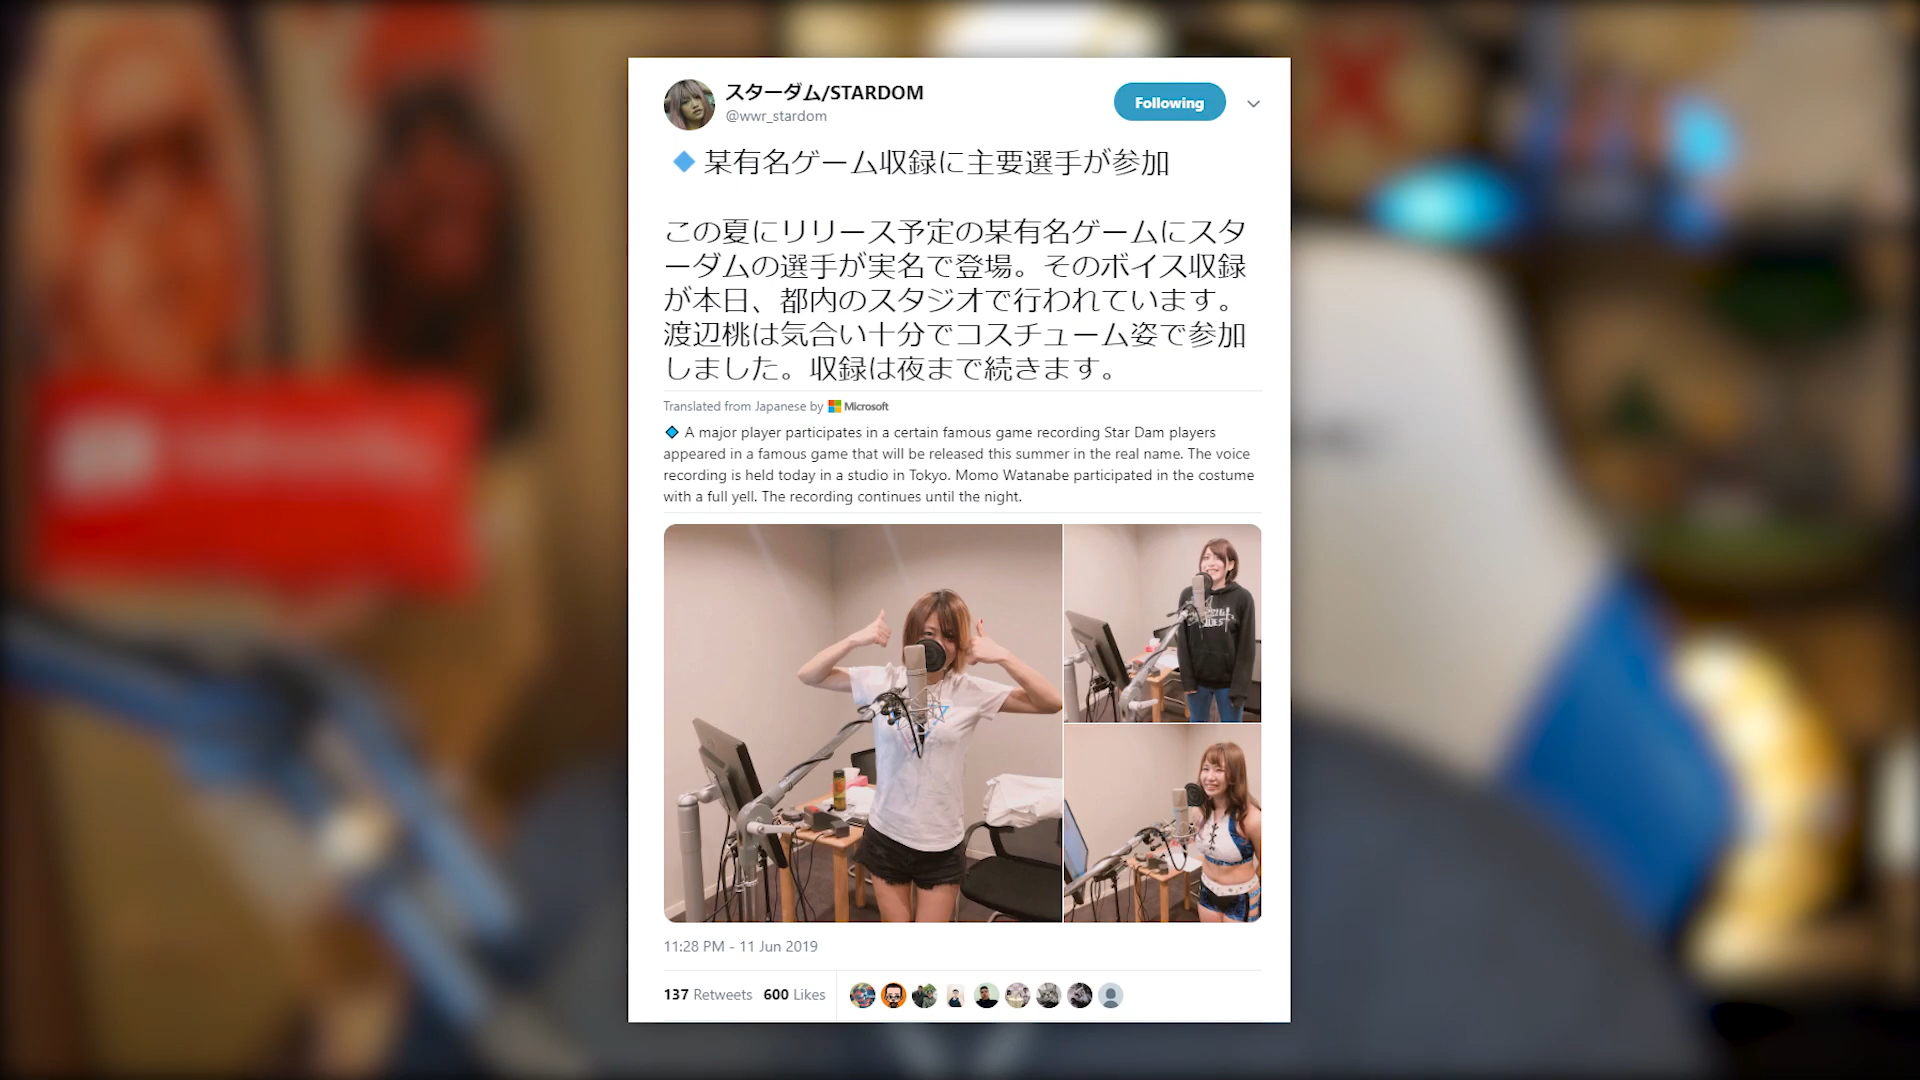 スターダム/STARDOM
@wwr_stardom
Following
🔷某有名ゲーム収録に主要選手が参加
この夏にリリース予定の某有名ゲームにスタ
ーダムの選手が実名で登場。そのボイス収録
が本日、都内のスタジオで行われています。
渡辺桃は気合い十分でコスチューム姿で参加
しました。収録は夜まで続きます。
Translated from Japanese by Microsoft
🔷 A major player participates in a certain famous game recording Star Dam players
appeared in a famous game that will be released this summer in the real name. The voice
recording is held today in a studio in Tokyo. Momo Watanabe participated in the costume
with a full yell. The recording continues until the night.
11:28 PM - 11 Jun 2019
137 Retweets 600 Likes